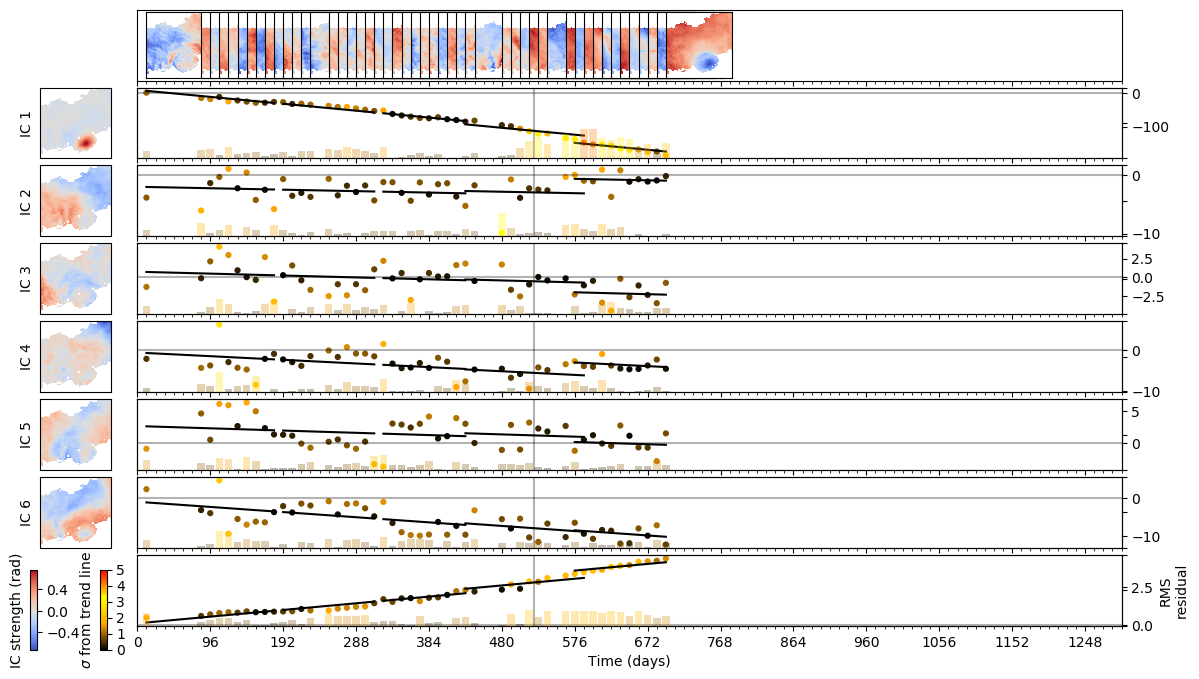 IC 1
0
−100
IC 2
0
−10
IC 3
2.5
0.0
−2.5
IC 4
0
−10
IC 5
5
0
IC 6
0
−10
IC strength (rad)
0.4
0.0
−0.4
σ from trend line
5
4
3
2
1
0
2.5
0.0
RMS
residual
0 96 192 288 384 480 576 672 768 864 960 1056 1152 1248
Time (days)